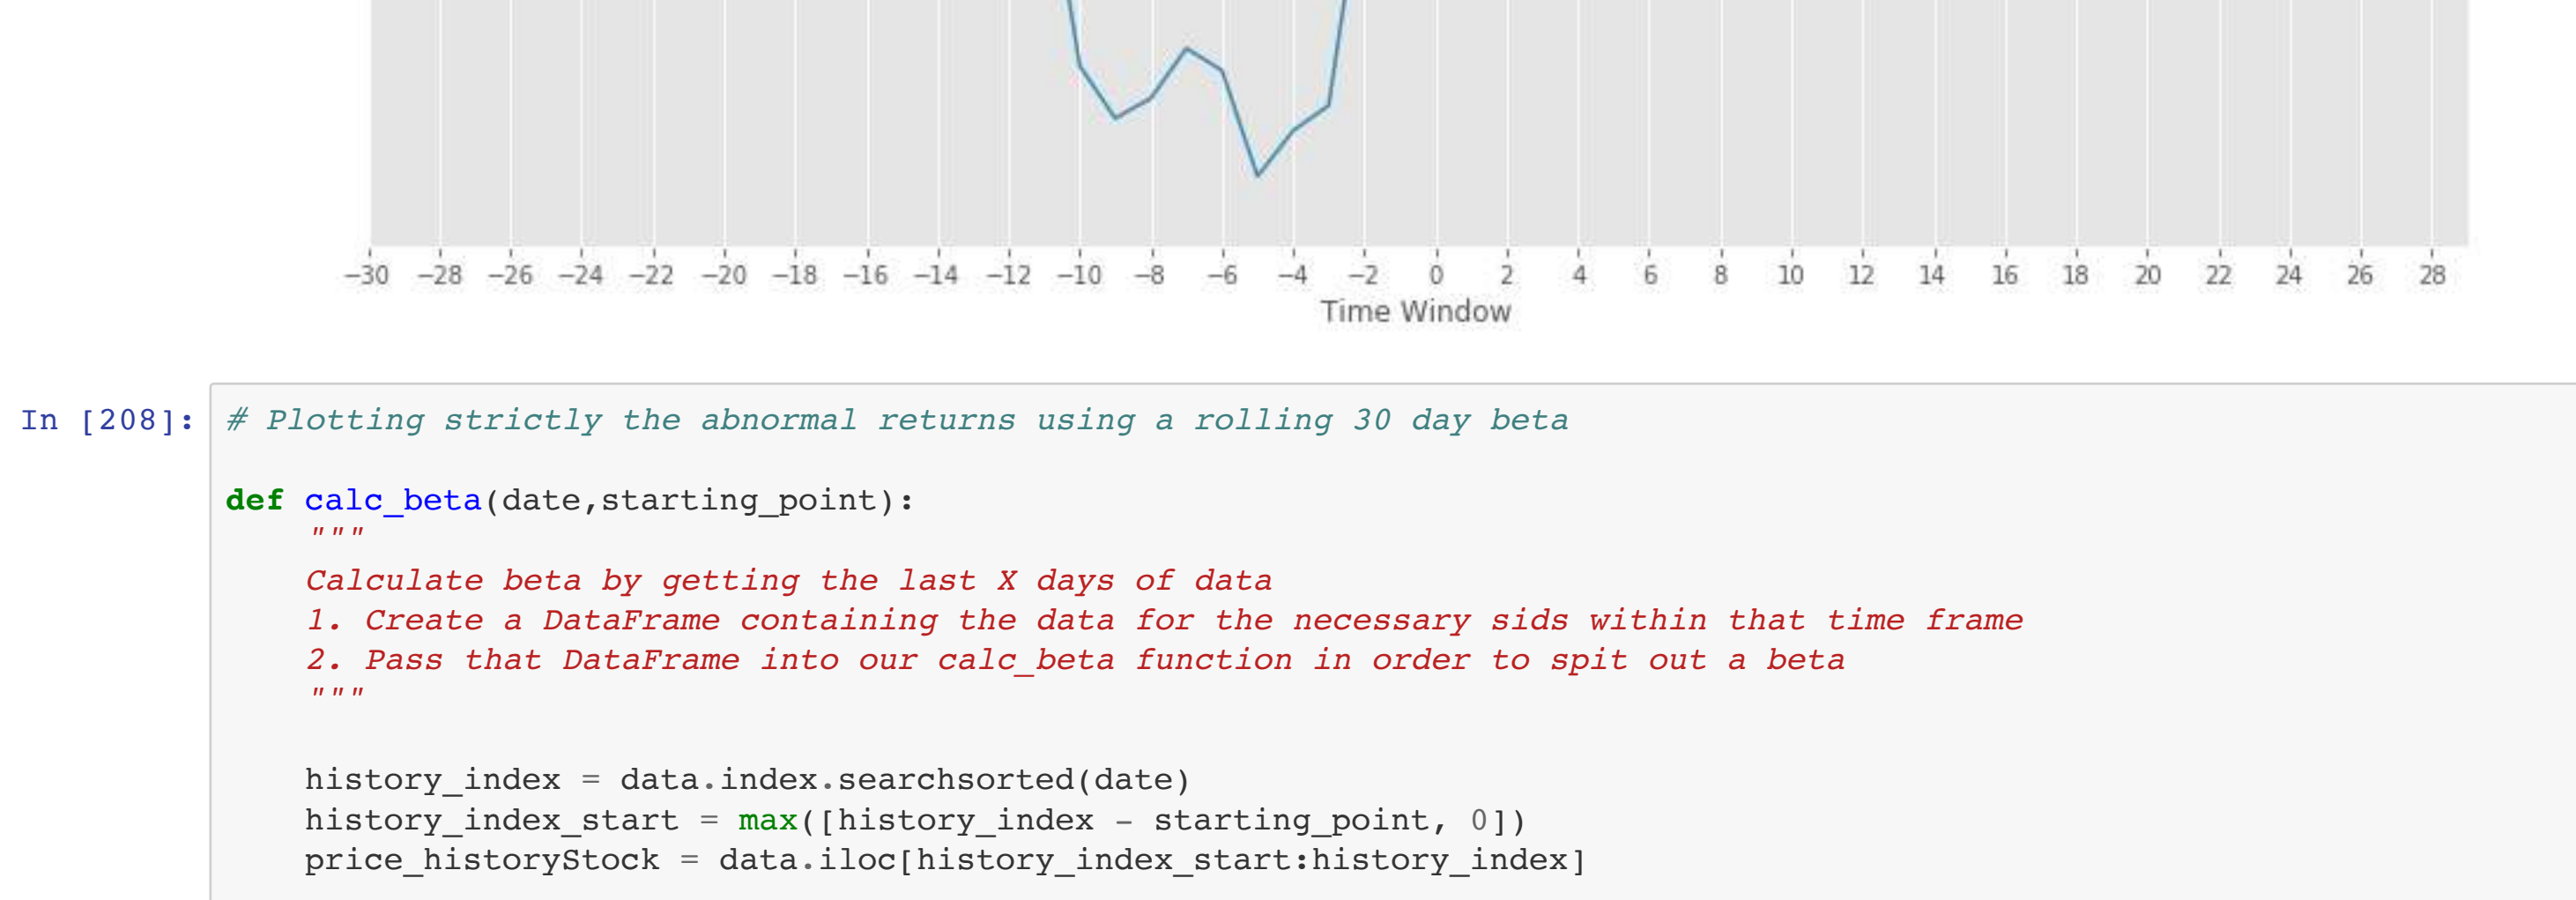 −30 −28 −26 −24 −22 −20 −18 −16 −14 −12 −10 −8 −6 −4 −2 0 2 4 6 8 10 12 14 16 18 20 22 24 26 28
Time Window
In [208]: # Plotting strictly the abnormal returns using a rolling 30 day beta
def calc_beta(date,starting_point):
    """
    Calculate beta by getting the last X days of data
    1. Create a DataFrame containing the data for the necessary sids within that time frame
    2. Pass that DataFrame into our calc_beta function in order to spit out a beta
    """
    history_index = data.index.searchsorted(date)
    history_index_start = max([history_index - starting_point, 0])
    price_historyStock = data.iloc[history_index_start:history_index]